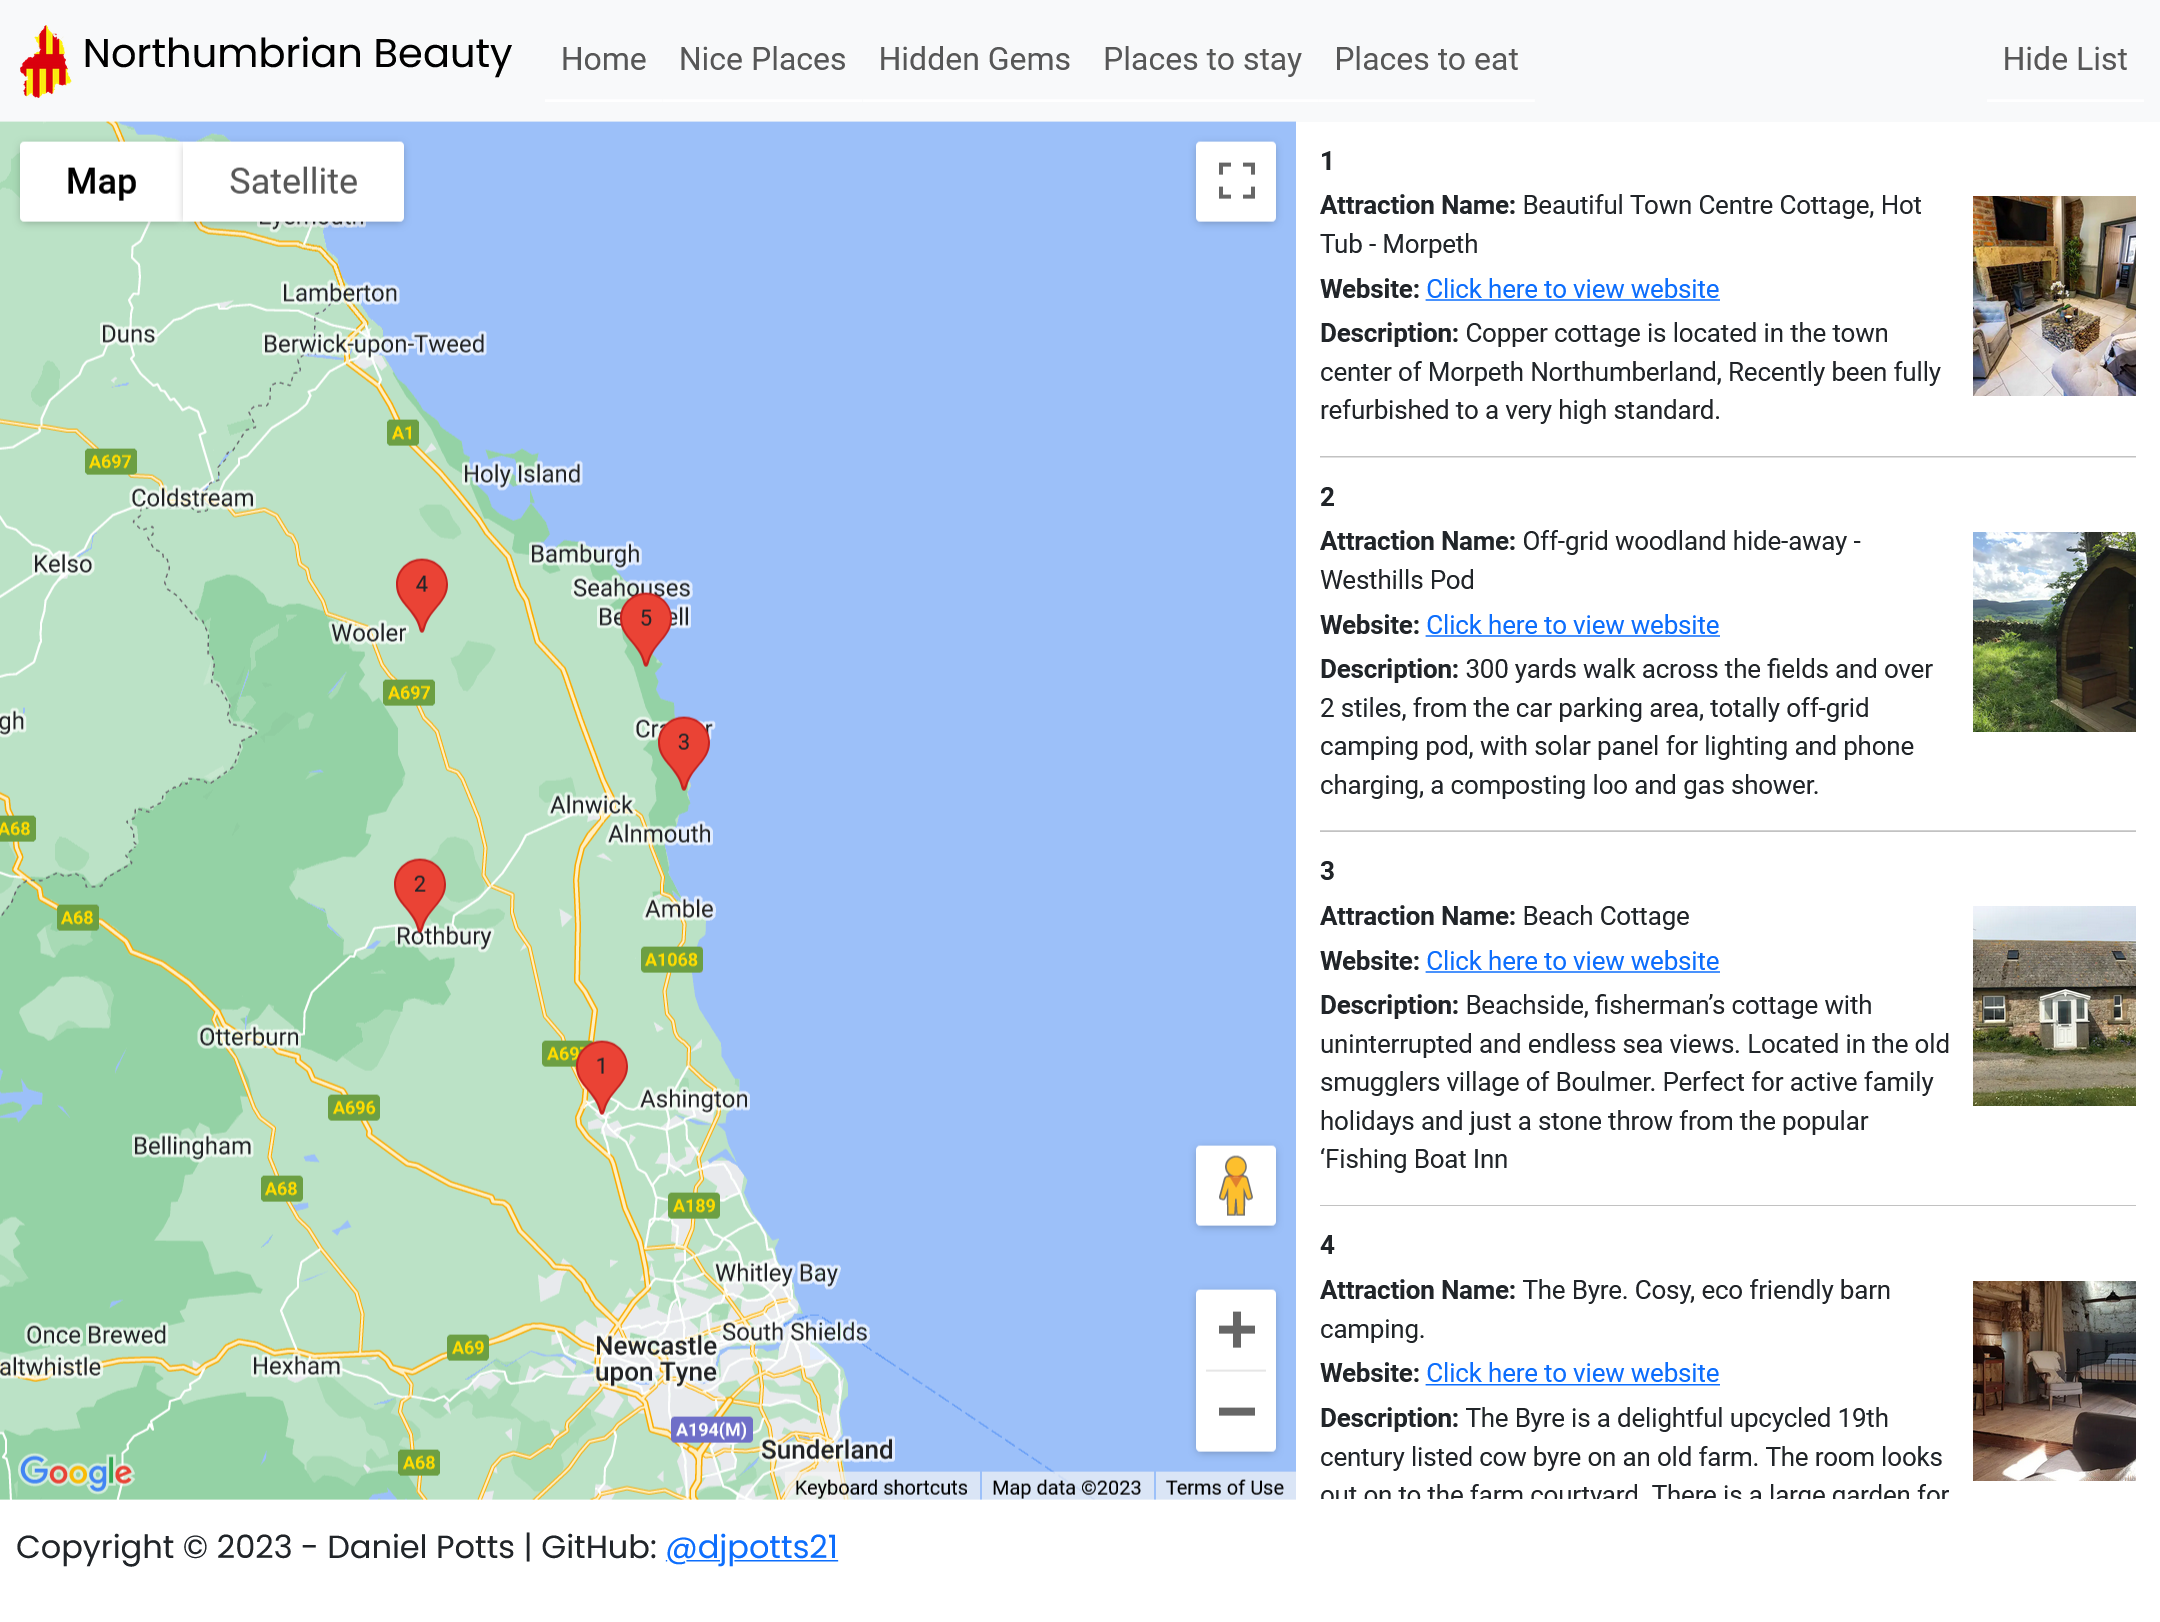 Northumbrian Beauty
Home
Nice Places
Hidden Gems
Places to stay
Places to eat
Hide List
Map
Satellite
Lamberton
Duns
Berwick-upon-Tweed
A1
A697
Holy Island
Coldstream
Bamburgh
Kelso
Seahouses
4
5
Wooler
A697
gh
3
Alnwick
A68
Alnmouth
2
Amble
A68
Rothbury
A1068
Otterburn
1
Ashington
A696
Bellingham
A68
A189
Whitley Bay
Once Brewed
South Shields
Newcastle
upon Tyne
A69
altwhistle
Hexham
A194(M)
Sunderland
A68
Google
Keyboard shortcuts
Map data ©2023
Terms of Use
1
Attraction Name: Beautiful Town Centre Cottage, Hot
Tub - Morpeth
Website: Click here to view website
Description: Copper cottage is located in the town
center of Morpeth Northumberland, Recently been fully
refurbished to a very high standard.
2
Attraction Name: Off-grid woodland hide-away -
Westhills Pod
Website: Click here to view website
Description: 300 yards walk across the fields and over
2 stiles, from the car parking area, totally off-grid
camping pod, with solar panel for lighting and phone
charging, a composting loo and gas shower.
3
Attraction Name: Beach Cottage
Website: Click here to view website
Description: Beachside, fisherman’s cottage with
uninterrupted and endless sea views. Located in the old
smugglers village of Boulmer. Perfect for active family
holidays and just a stone throw from the popular
‘Fishing Boat Inn
4
Attraction Name: The Byre. Cosy, eco friendly barn
camping.
Website: Click here to view website
Description: The Byre is a delightful upcycled 19th
century listed cow byre on an old farm. The room looks
out on to the farm courtyard. There is a large garden for
Copyright © 2023 - Daniel Potts | GitHub: @djpotts21